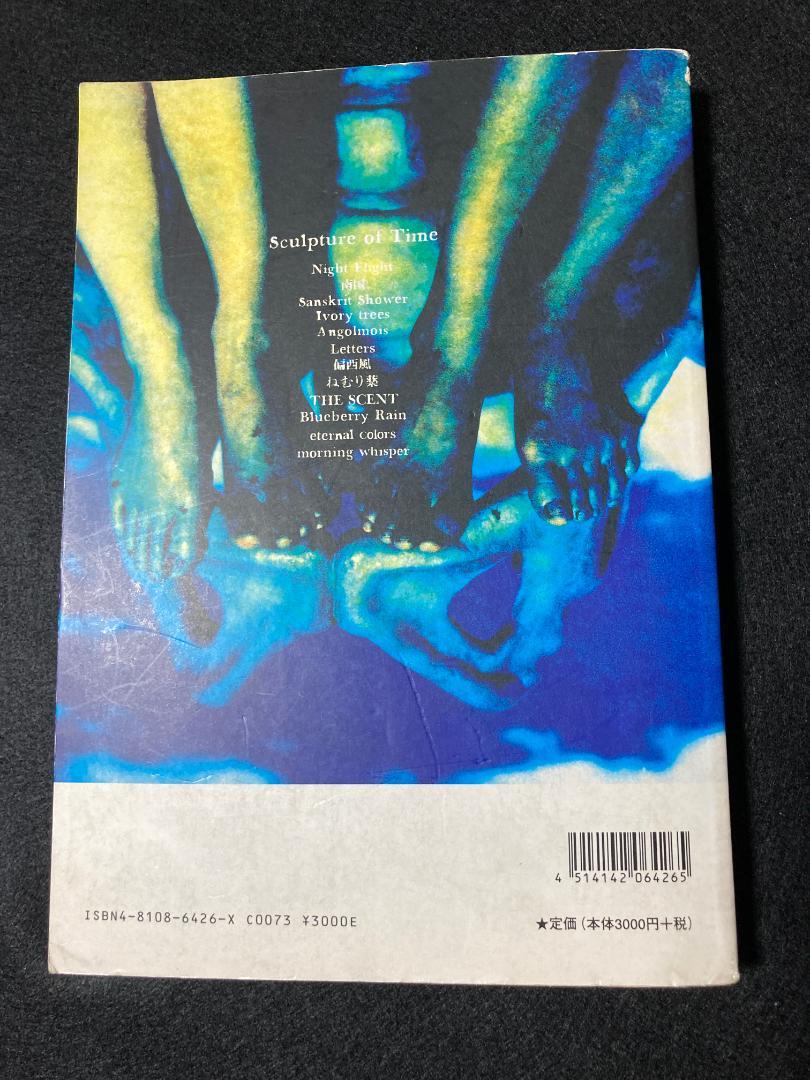 Sculpture of Time
Night Flight
南風
Sanskrit Shower
Ivory trees
Angolmois
Letters
偏西風
ねむり薬
THE SCENT
Blueberry Rain
eternal colors
morning whisper
4 514142 064265
ISBN4-8108-6426-X C0073 ¥3000E
★定価(本体3000円+税)